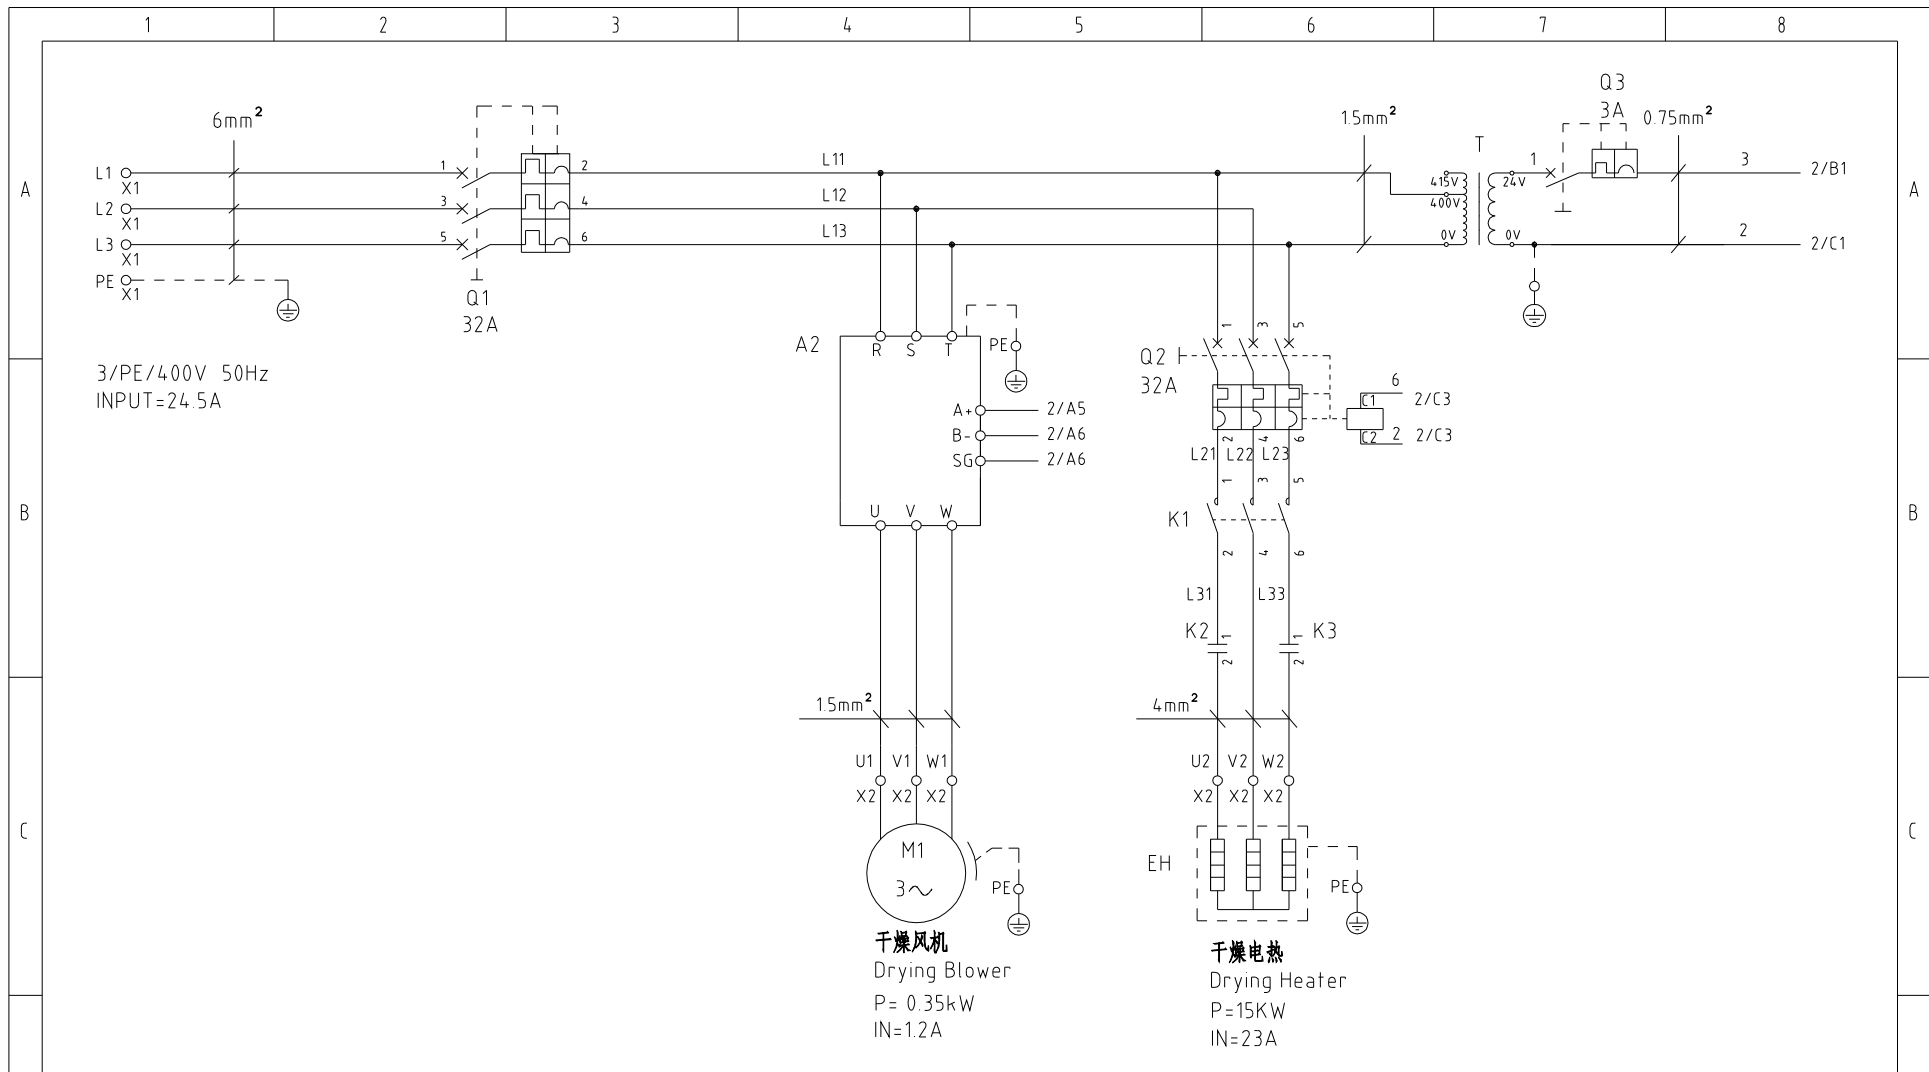 1 2 3 4 5 6 7 8
A A
B B
C C
6mm²
L1 X1
L2 X1
L3 X1
PE X1
3/PE/400V 50Hz
INPUT=24.5A
1 2
3 4
5 6
Q1
32A
L11
L12
L13
A2
R S T
PE
A+ 2/A5
B- 2/A6
SG 2/A6
U V W
1.5mm²
U1 V1 W1
X2 X2 X2
M1
3~
PE
干燥风机
Drying Blower
P= 0.35kW
IN=1.2A
1.5mm²
T
415V
400V
0V
24V
0V
Q3
3A
1
0.75mm²
3 2/B1
2 2/C1
1 3 5
Q2
32A
2 4 6
C1 6 2/C3
C2 2 2/C3
L21 L22 L23
1 3 5
K1
2 4 6
L31 L33
K2 1 2
1 2 K3
4mm²
U2 V2 W2
X2 X2 X2
EH
PE
干燥电热
Drying Heater
P=15KW
IN=23A